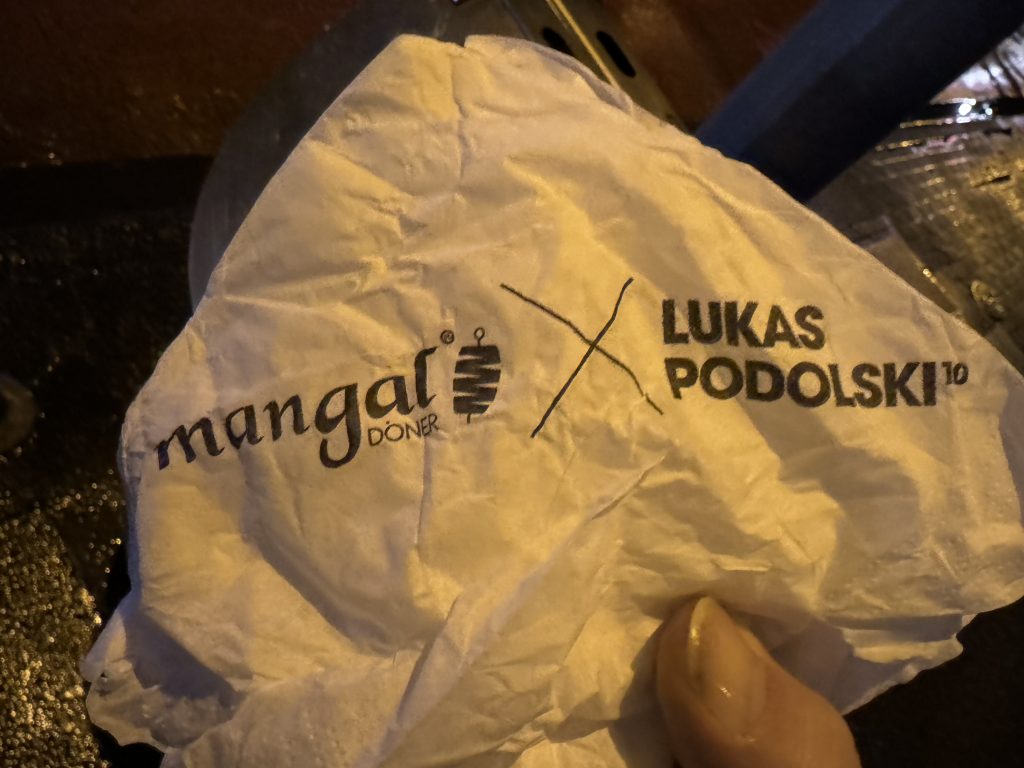 mangal®
DÖNER
X
LUKAS
PODOLSKI10